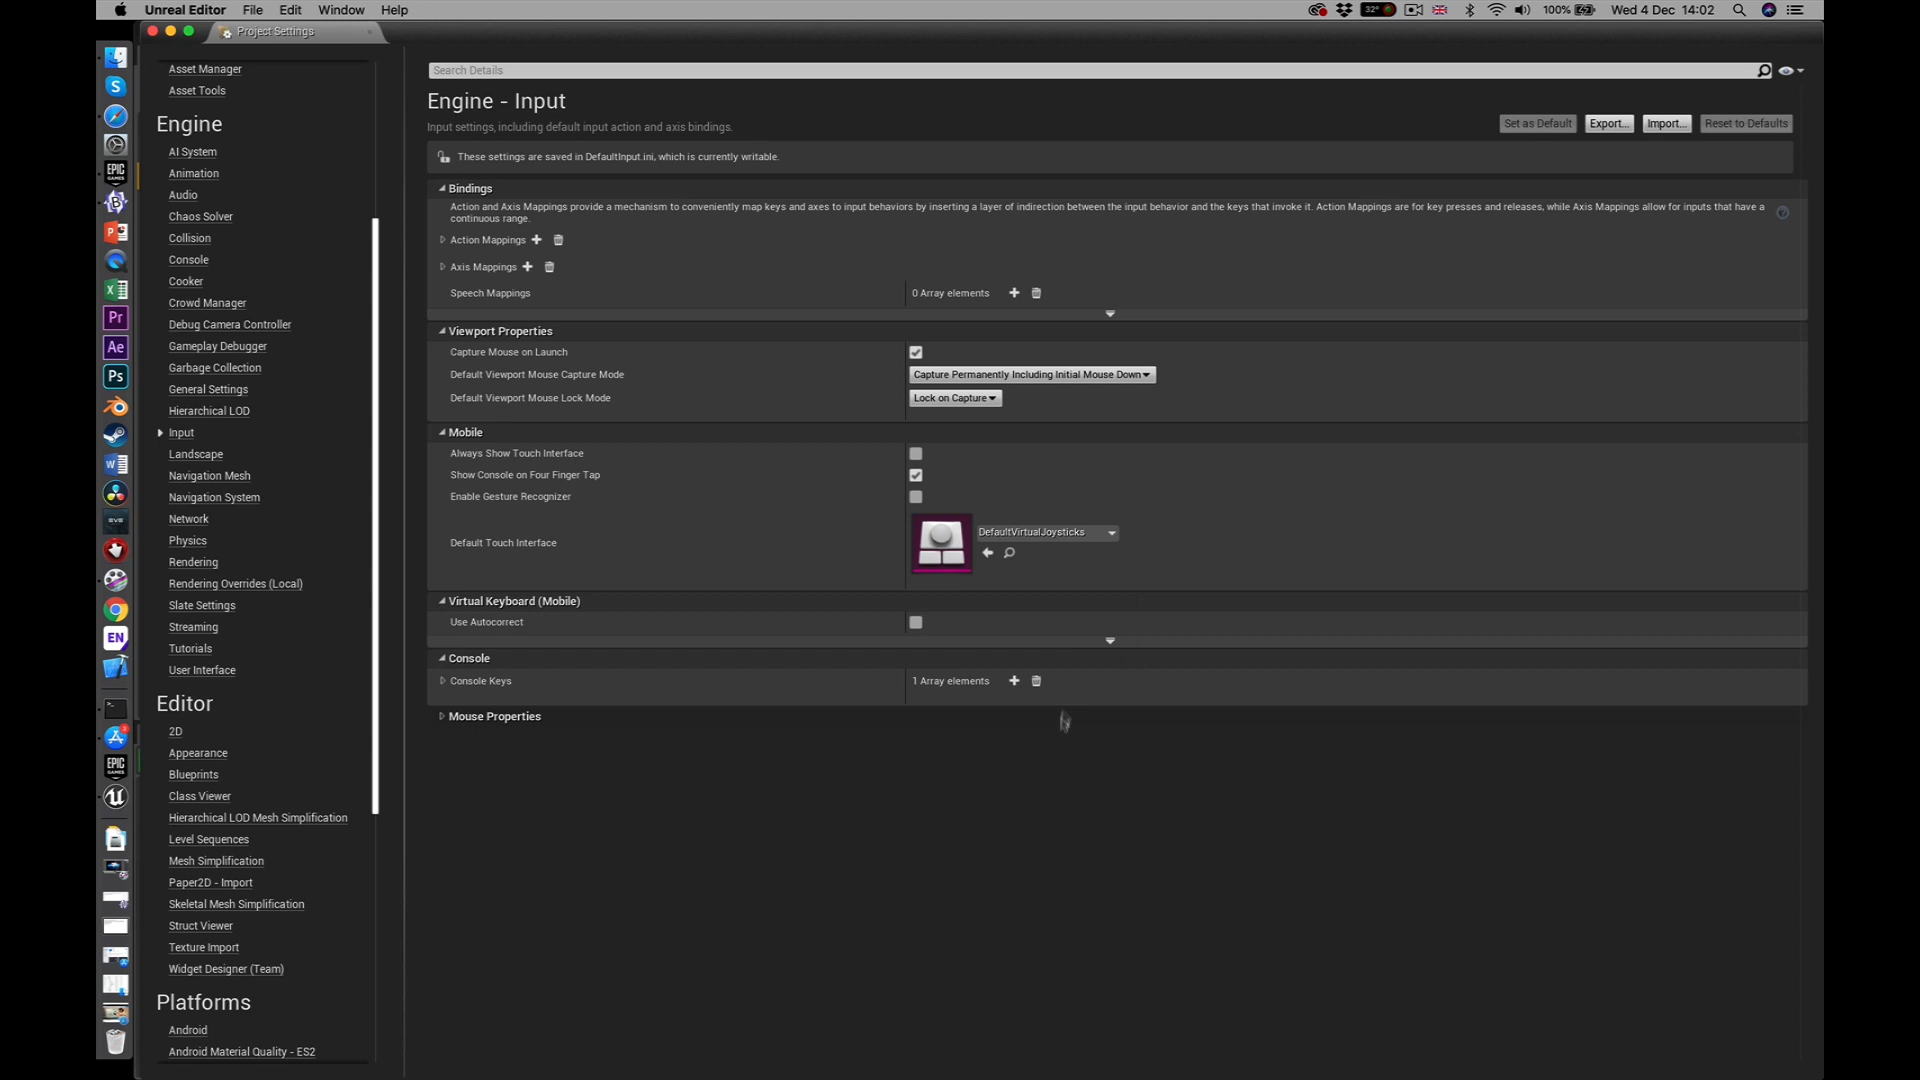 Unreal Editor File Edit Window Help
32° 100% Wed 4 Dec 14:02
Project Settings
Asset Manager
Asset Tools
Engine
AI System
Animation
Audio
Chaos Solver
Collision
Console
Cooker
Crowd Manager
Debug Camera Controller
Gameplay Debugger
Garbage Collection
General Settings
Hierarchical LOD
Input
Landscape
Navigation Mesh
Navigation System
Network
Physics
Rendering
Rendering Overrides (Local)
Slate Settings
Streaming
Tutorials
User Interface
Editor
2D
Appearance
Blueprints
Class Viewer
Hierarchical LOD Mesh Simplification
Level Sequences
Mesh Simplification
Paper2D - Import
Skeletal Mesh Simplification
Struct Viewer
Texture Import
Widget Designer (Team)
Platforms
Android
Android Material Quality - ES2
Search Details
Engine - Input
Input settings, including default input action and axis bindings.
Set as Default Export... Import... Reset to Defaults
These settings are saved in DefaultInput.ini, which is currently writable.
Bindings
Action and Axis Mappings provide a mechanism to conveniently map keys and axes to input behaviors by inserting a layer of indirection between the input behavior and the keys that invoke it. Action Mappings are for key presses and releases, while Axis Mappings allow for inputs that have a
continuous range.
Action Mappings
Axis Mappings
Speech Mappings 0 Array elements
Viewport Properties
Capture Mouse on Launch
Default Viewport Mouse Capture Mode Capture Permanently Including Initial Mouse Down
Default Viewport Mouse Lock Mode Lock on Capture
Mobile
Always Show Touch Interface
Show Console on Four Finger Tap
Enable Gesture Recognizer
Default Touch Interface DefaultVirtualJoysticks
Virtual Keyboard (Mobile)
Use Autocorrect
Console
Console Keys 1 Array elements
Mouse Properties
EPIC
GAMES
Pr
Ae
Ps
EVE
EN
EPIC
GAMES